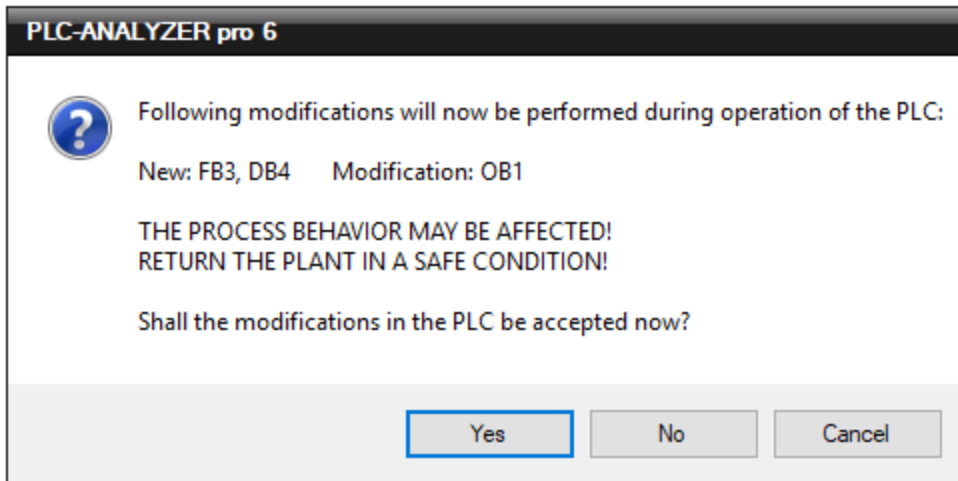 PLC-ANALYZER pro 6
Following modifications will now be performed during operation of the PLC:
New: FB3, DB4 Modification: OB1
THE PROCESS BEHAVIOR MAY BE AFFECTED!
RETURN THE PLANT IN A SAFE CONDITION!
Shall the modifications in the PLC be accepted now?
Yes No Cancel